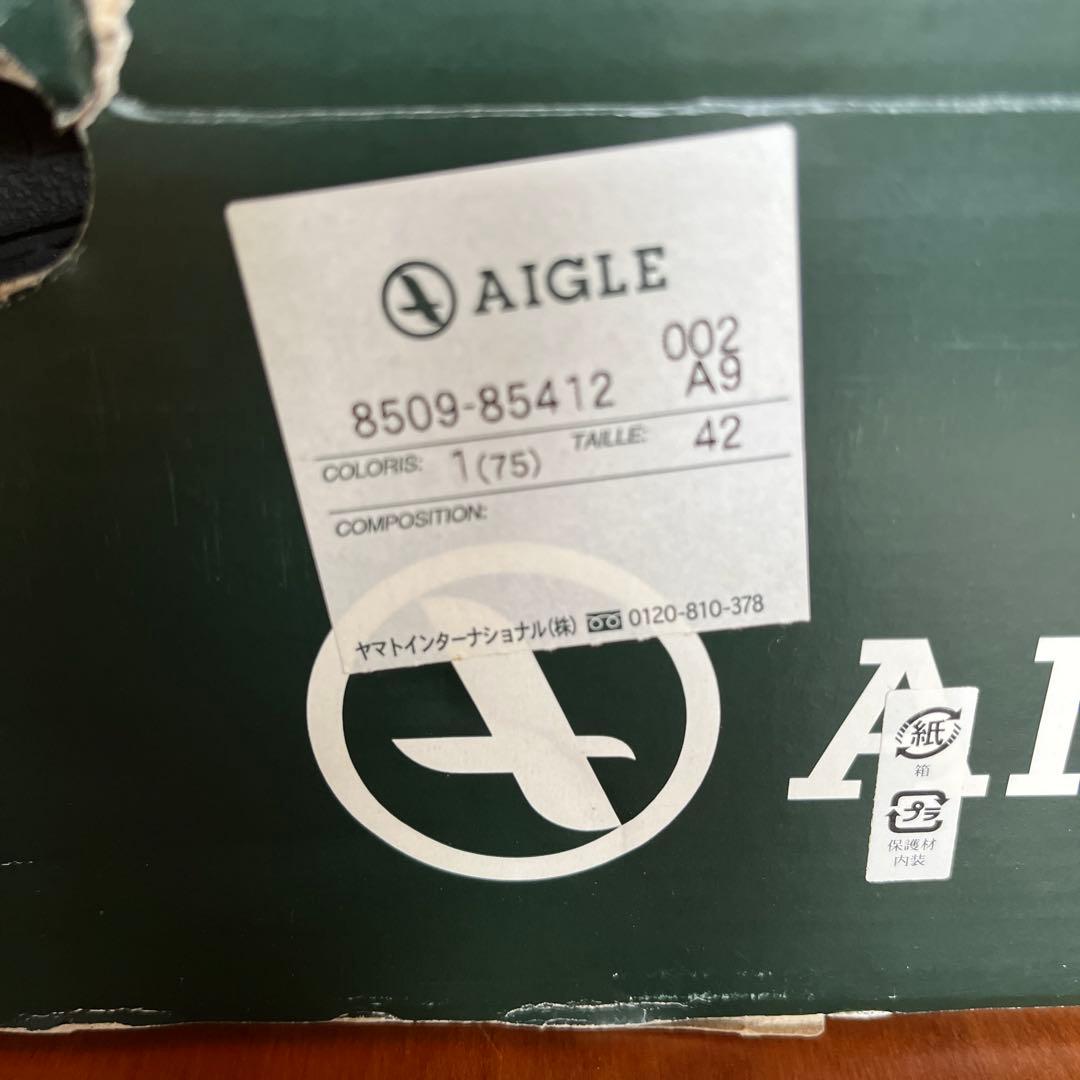 AIGLE
002
8509-85412 A9
COLORIS: 1(75) TAILLE: 42
COMPOSITION:
ヤマトインターナショナル(株) 0120-810-378
AI
紙
箱
プラ
保護材
内装